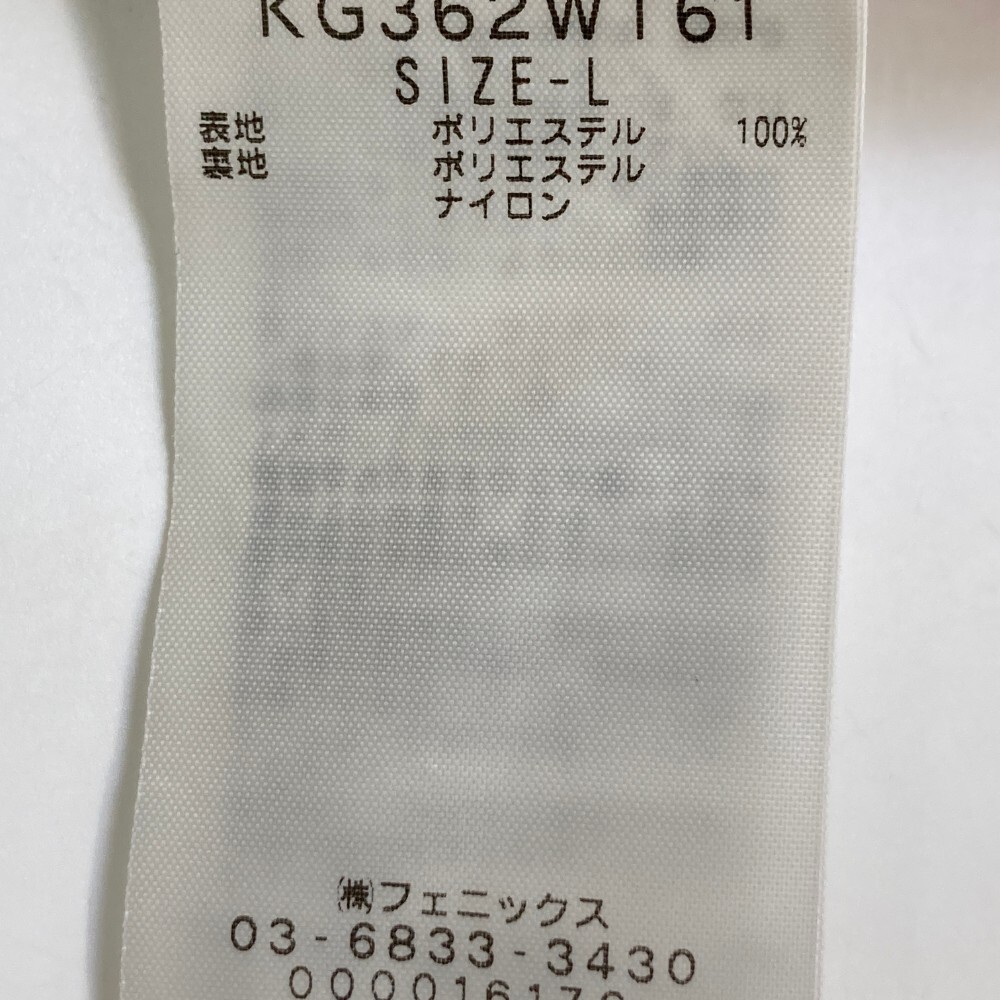 KG362WT61
SIZE-L
表地 ポリエステル 100%
裏地 ポリエステル
ナイロン
㈱フェニックス
03-6833-3430